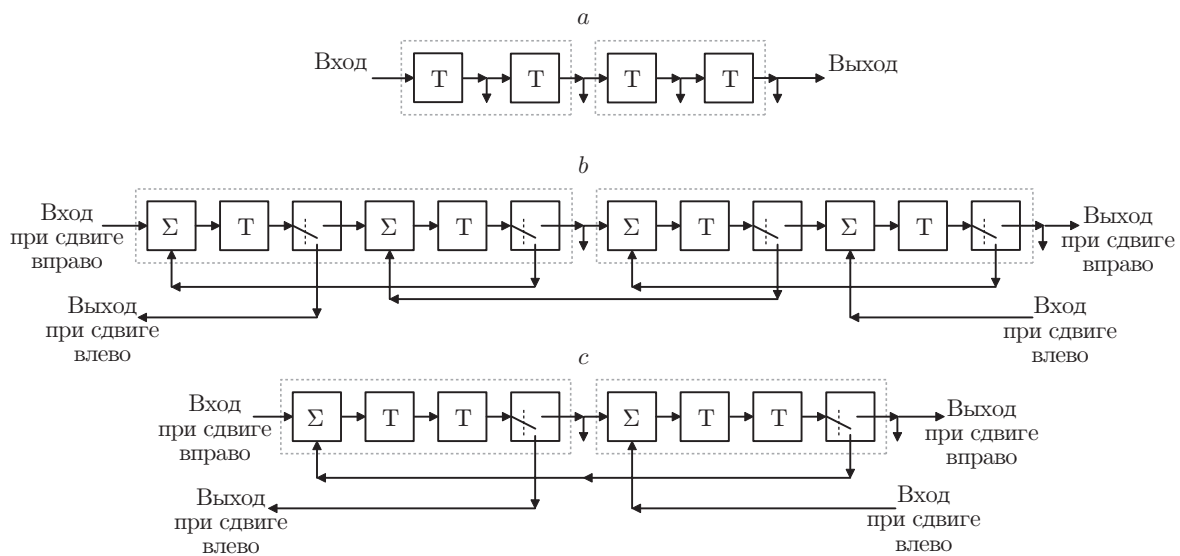 a
Вход
T
T
T
T
Выход
b
Вход
при сдвиге
вправо
Σ
T
Σ
T
Σ
T
Σ
T
Выход
при сдвиге
вправо
Выход
при сдвиге
влево
Вход
при сдвиге
влево
c
Вход
при сдвиге
вправо
Σ
T
T
Σ
T
T
Выход
при сдвиге
вправо
Выход
при сдвиге
влево
Вход
при сдвиге
влево